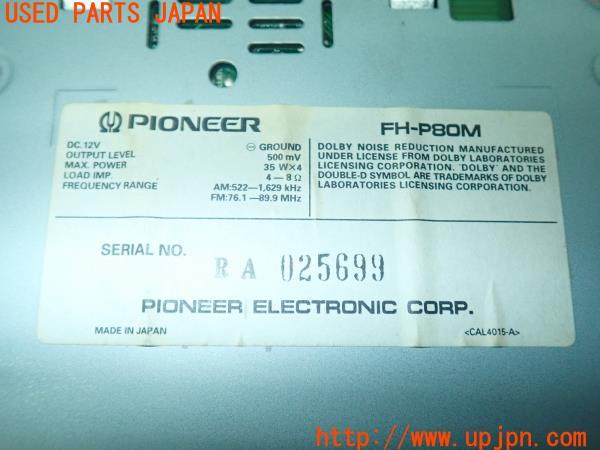 USED PARTS JAPAN
PIONEER
FH-P80M
DC.12V ⊖ GROUND
OUTPUT LEVEL 500 mV
MAX. POWER 35 W×4
LOAD IMP. 4—8 Ω
FREQUENCY RANGE AM:522—1,629 kHz
FM:76.1—89.9 MHz
DOLBY NOISE REDUCTION MANUFACTURED
UNDER LICENSE FROM DOLBY LABORATORIES
LICENSING CORPORATION. 'DOLBY' AND THE
DOUBLE-D SYMBOL ARE TRADEMARKS OF DOLBY
LABORATORIES LICENSING CORPORATION.
SERIAL NO. RA 025699
PIONEER ELECTRONIC CORP.
MADE IN JAPAN <CAL4015-A>
UPJ http://www.upjpn.com/